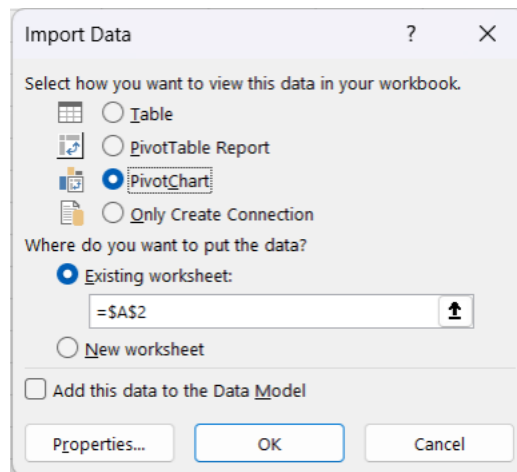 Import Data ?
Select how you want to view this data in your workbook.
Table
PivotTable Report
PivotChart
Only Create Connection
Where do you want to put the data?
Existing worksheet:
=$A$2
New worksheet
Add this data to the Data Model
Properties... OK Cancel